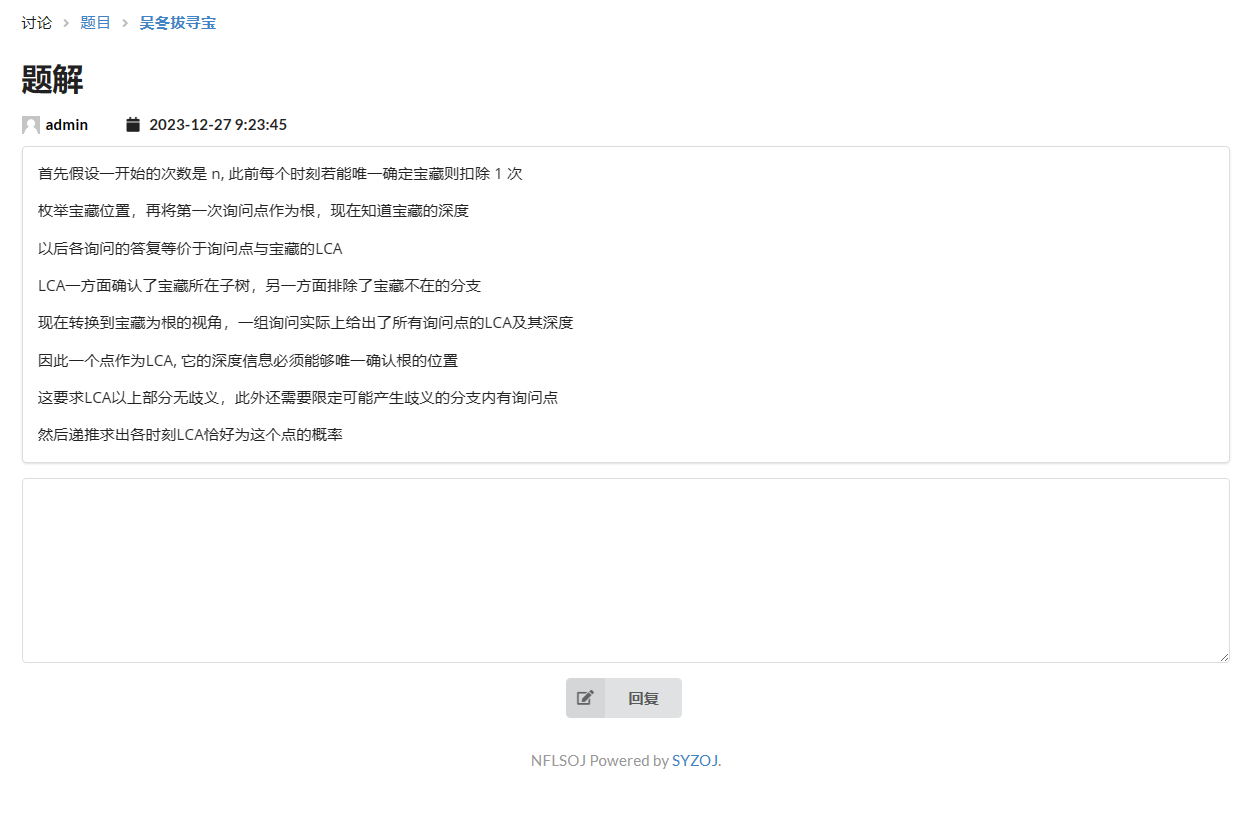 讨论 > 题目 > 吴冬拔寻宝
题解
admin 2023-12-27 9:23:45
首先假设一开始的次数是 n, 此前每个时刻若能唯一确定宝藏则扣除 1 次
枚举宝藏位置，再将第一次询问点作为根，现在知道宝藏的深度
以后各询问的答复等价于询问点与宝藏的LCA
LCA一方面确认了宝藏所在子树，另一方面排除了宝藏不在的分支
现在转换到宝藏为根的视角，一组询问实际上给出了所有询问点的LCA及其深度
因此一个点作为LCA, 它的深度信息必须能够唯一确认根的位置
这要求LCA以上部分无歧义，此外还需要限定可能产生歧义的分支内有询问点
然后递推求出各时刻LCA恰好为这个点的概率
回复
NFLSOJ Powered by SYZOJ.